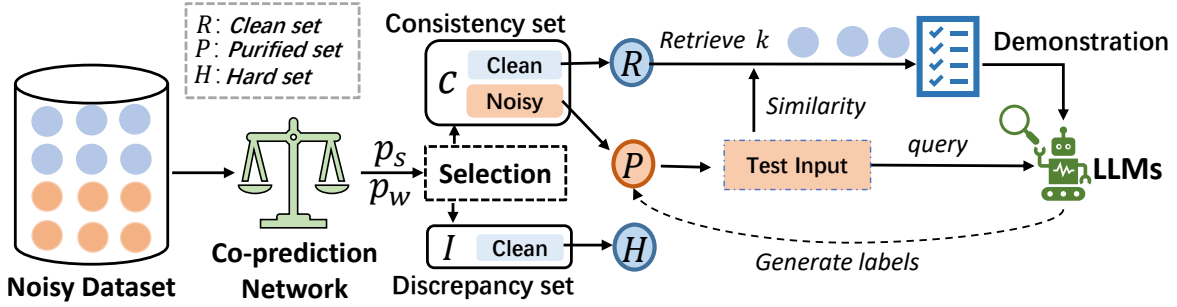 R: Clean set
P: Purified set
H: Hard set
Noisy Dataset
Co-prediction
Network
p_s
p_w
Consistency set
C
Clean
Noisy
Selection
I
Clean
Discrepancy set
R
P
H
Retrieve k
Similarity
Test Input
query
Demonstration
LLMs
Generate labels